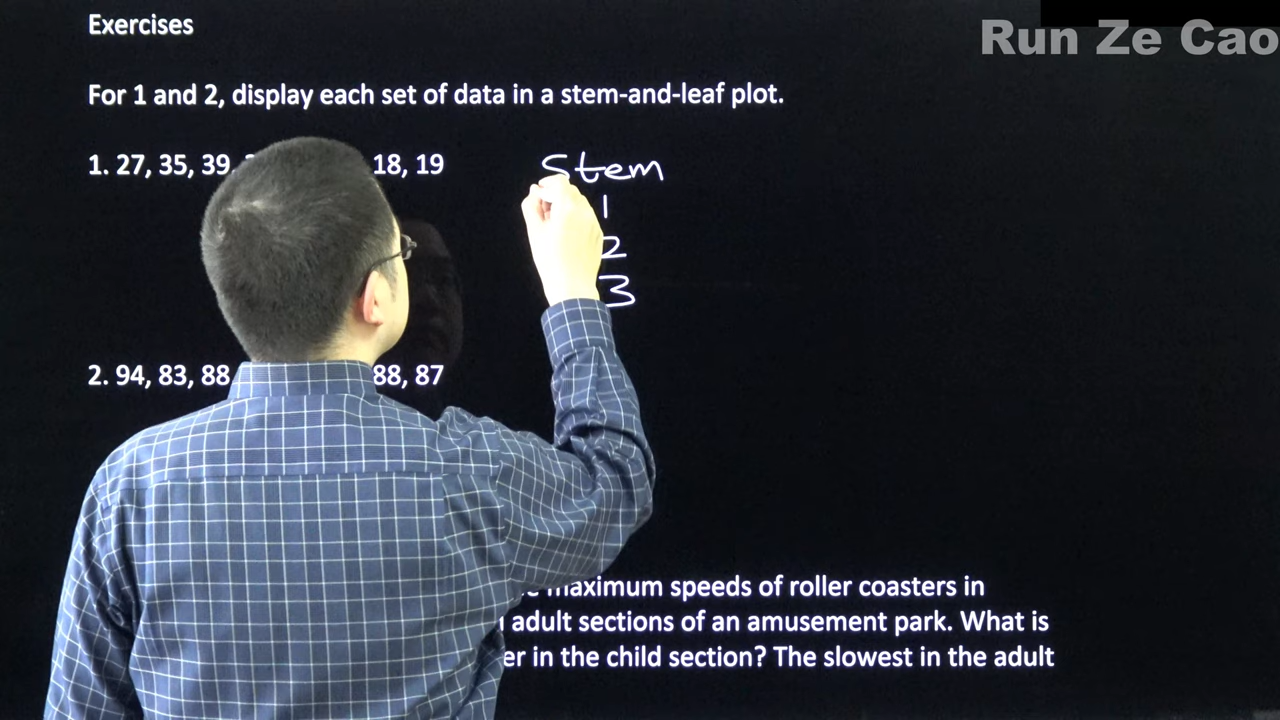 Exercises
Run Ze Cao
For 1 and 2, display each set of data in a stem-and-leaf plot.
1. 27, 35, 39, 18, 19
Stem
1
2
3
2. 94, 83, 88 88, 87
maximum speeds of roller coasters in
adult sections of an amusement park. What is
in the child section? The slowest in the adult